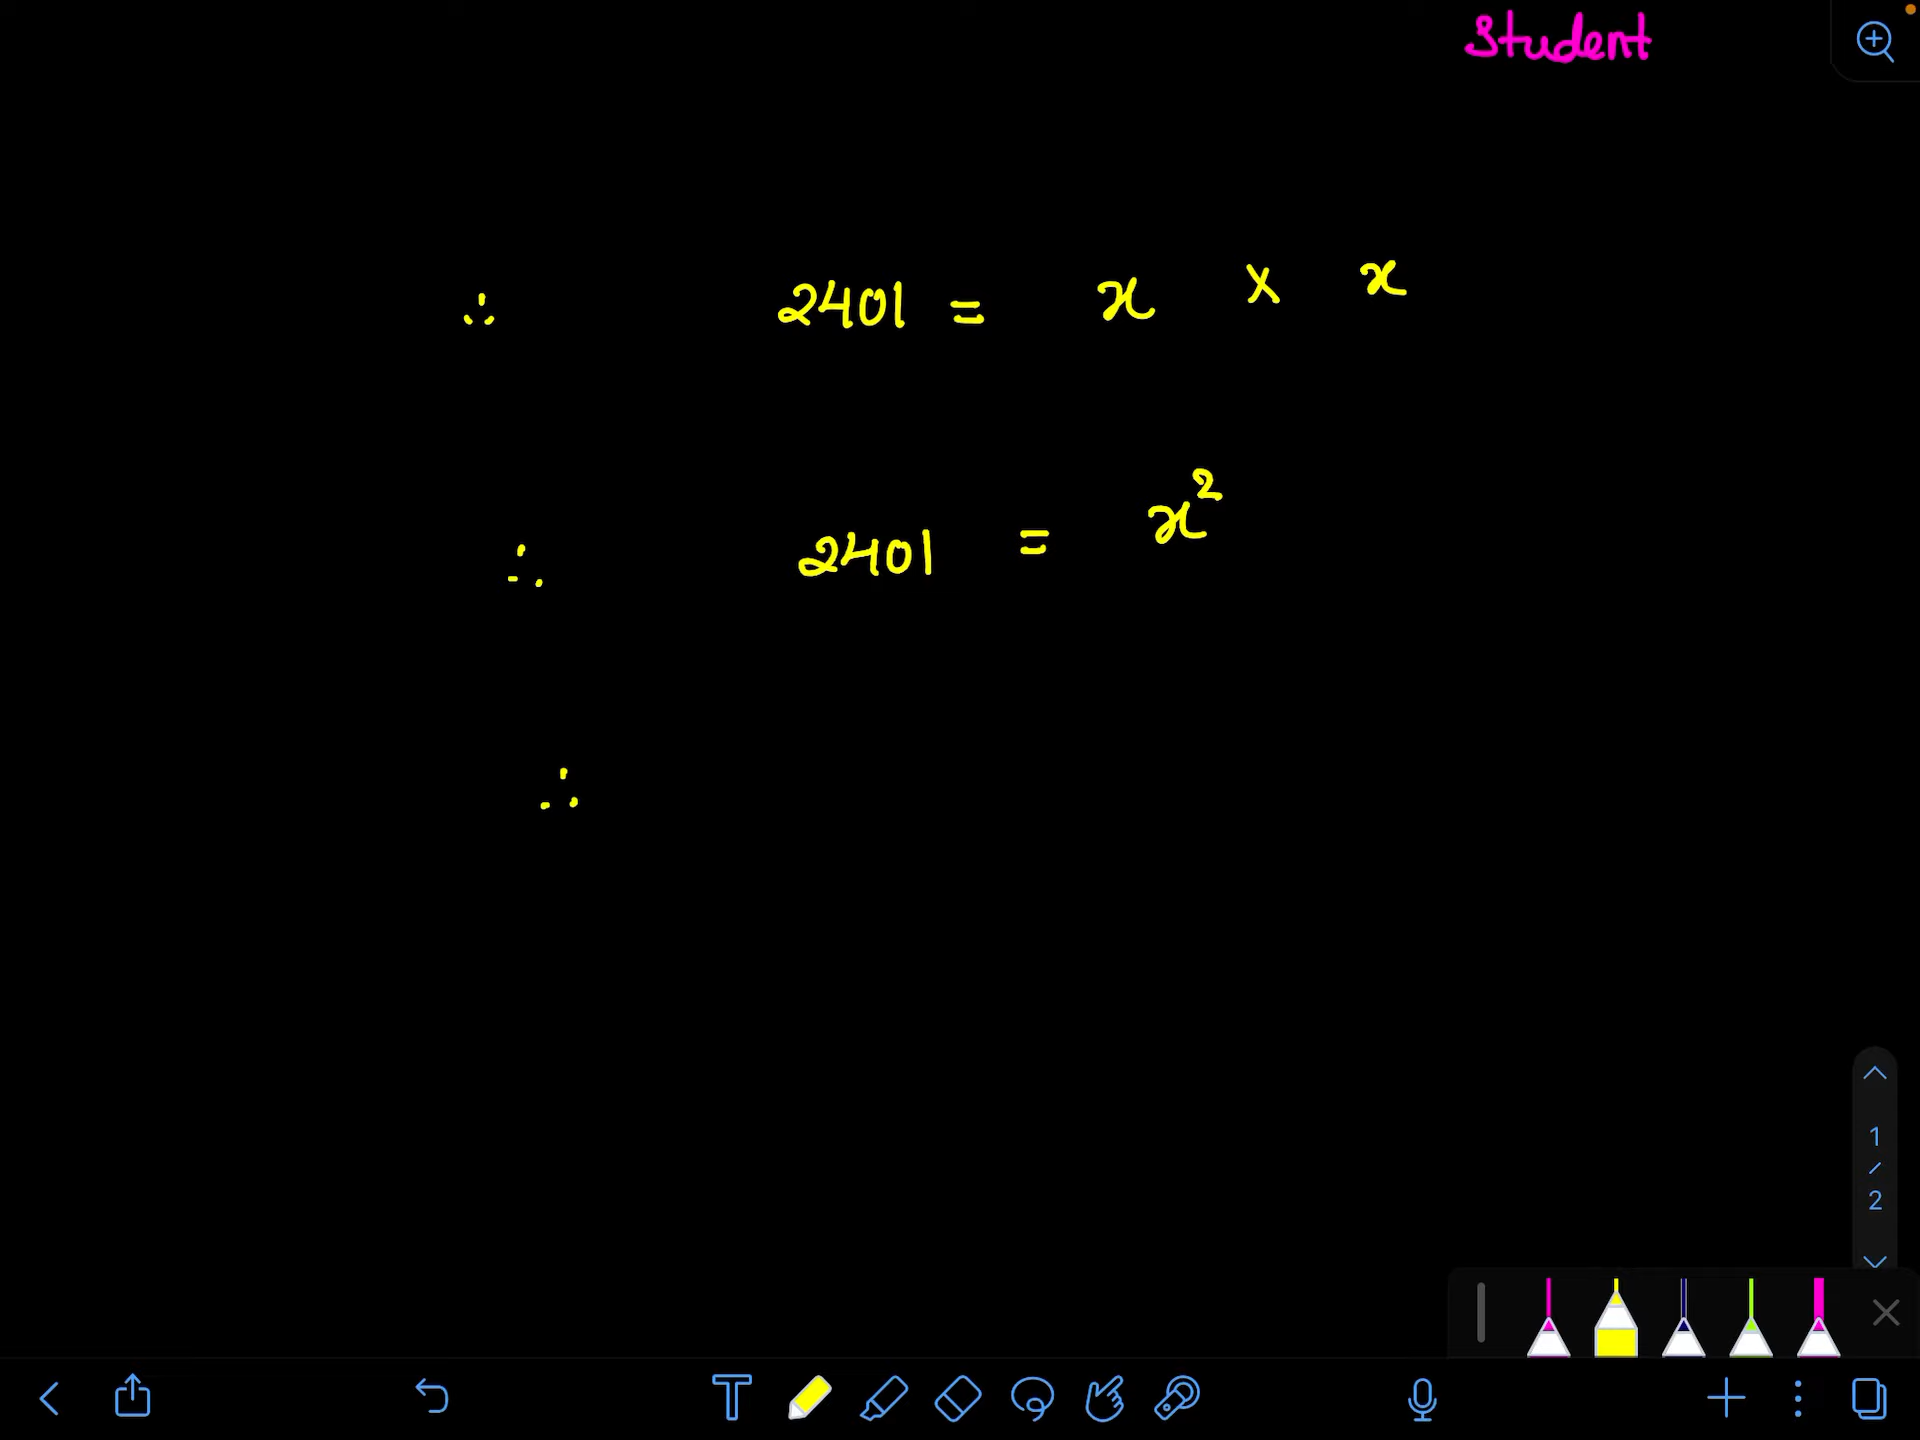 Student
∴ 2401 = x × x
∴ 2401 = x²
∴
1
/
2